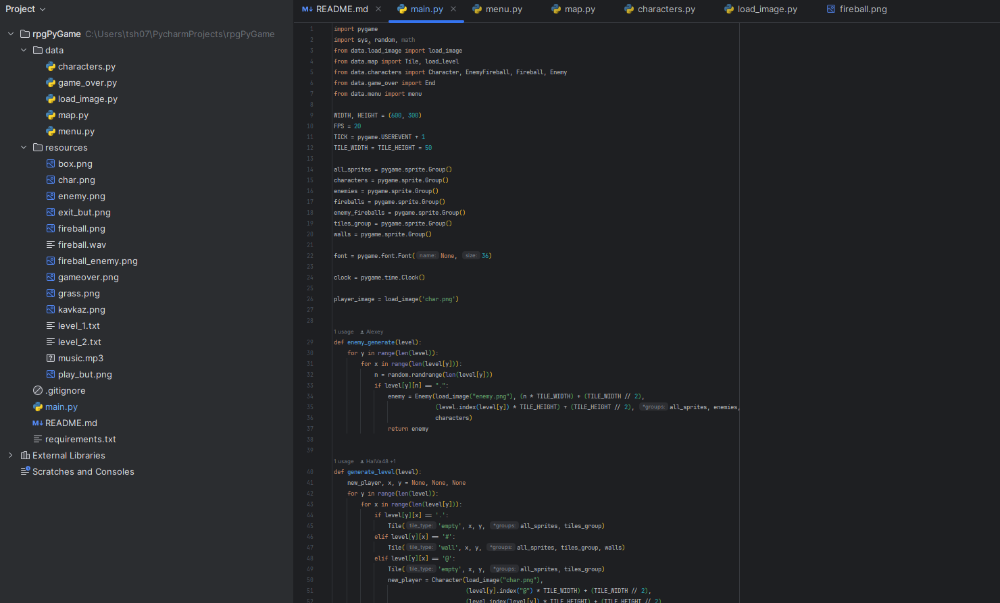 Project
rpgPyGame C:\Users\tsh07\PycharmProjects\rpgPyGame
data
characters.py
game_over.py
load_image.py
map.py
menu.py
resources
box.png
char.png
enemy.png
exit_but.png
fireball.png
fireball.wav
fireball_enemy.png
gameover.png
grass.png
kavkaz.png
level_1.txt
level_2.txt
music.mp3
play_but.png
.gitignore
main.py
README.md
requirements.txt
External Libraries
Scratches and Consoles
README.md main.py menu.py map.py characters.py load_image.py fireball.png
1 import pygame
2 import sys, random, math
3 from data.load_image import load_image
4 from data.map import Tile, load_level
5 from data.characters import Character, EnemyFireball, Fireball, Enemy
6 from data.game_over import End
7 from data.menu import menu
8
9 WIDTH, HEIGHT = (600, 300)
10 FPS = 20
11 TICK = pygame.USEREVENT + 1
12 TILE_WIDTH = TILE_HEIGHT = 50
13
14 all_sprites = pygame.sprite.Group()
15 characters = pygame.sprite.Group()
16 enemies = pygame.sprite.Group()
17 fireballs = pygame.sprite.Group()
18 enemy_fireballs = pygame.sprite.Group()
19 tiles_group = pygame.sprite.Group()
20 walls = pygame.sprite.Group()
21
22 font = pygame.font.Font( name: None, size: 36)
23
24 clock = pygame.time.Clock()
25
26 player_image = load_image('char.png')
27
28
1 usage Alexey
29 def enemy_generate(level):
30 for y in range(len(level)):
31 for x in range(len(level[y])):
32 n = random.randrange(len(level[y]))
33 if level[y][n] == ".":
34 enemy = Enemy(load_image("enemy.png"), (n * TILE_WIDTH) + (TILE_WIDTH // 2),
35 (level.index(level[y]) * TILE_HEIGHT) + (TILE_HEIGHT // 2), *groups: all_sprites, enemies,
36 characters)
37 return enemy
38
39
1 usage HalVa48 +1
40 def generate_level(level):
41 new_player, x, y = None, None, None
42 for y in range(len(level)):
43 for x in range(len(level[y])):
44 if level[y][x] == '.':
45 Tile( tile_type: 'empty', x, y, *groups: all_sprites, tiles_group)
46 elif level[y][x] == '#':
47 Tile( tile_type: 'wall', x, y, *groups: all_sprites, tiles_group, walls)
48 elif level[y][x] == '@':
49 Tile( tile_type: 'empty', x, y, *groups: all_sprites, tiles_group)
50 new_player = Character(load_image("char.png"),
51 (level[y].index("@") * TILE_WIDTH) + (TILE_WIDTH // 2),
52 (level.index(level[y]) * TILE_HEIGHT) + (TILE_HEIGHT // 2)